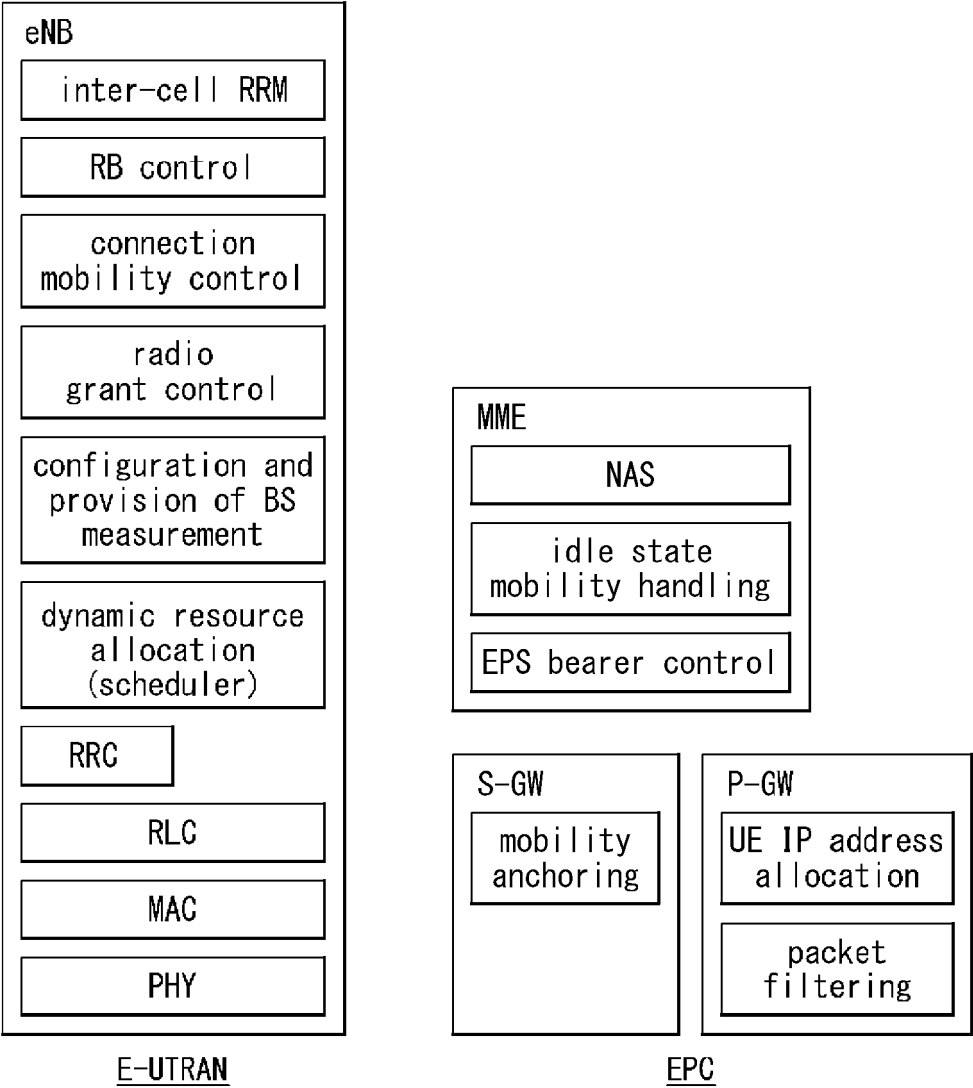 eNB
inter-cell RRM
RB control
connection
mobility control
radio
grant control
configuration and
provision of BS
measurement
dynamic resource
allocation
(scheduler)
RRC
RLC
MAC
PHY
E-UTRAN
MME
NAS
idle state
mobility handling
EPS bearer control
S-GW
mobility
anchoring
P-GW
UE IP address
allocation
packet
filtering
EPC